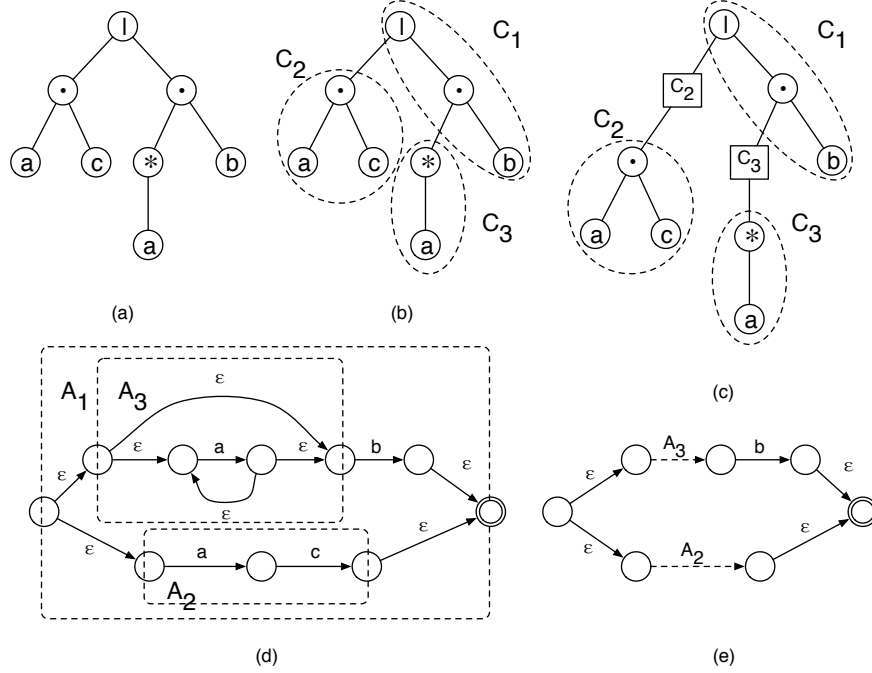 |
• •
a c * b
a
(a)
|
C1
C2
• •
a c * b
C3
a
(b)
|
C1
C2
•
C2
• C3 b
a c * C3
a
(c)
A1 A3 ε
ε ε a ε b ε
ε
ε a c ε
A2
(d)
ε A3 b ε
ε A2 ε
(e)